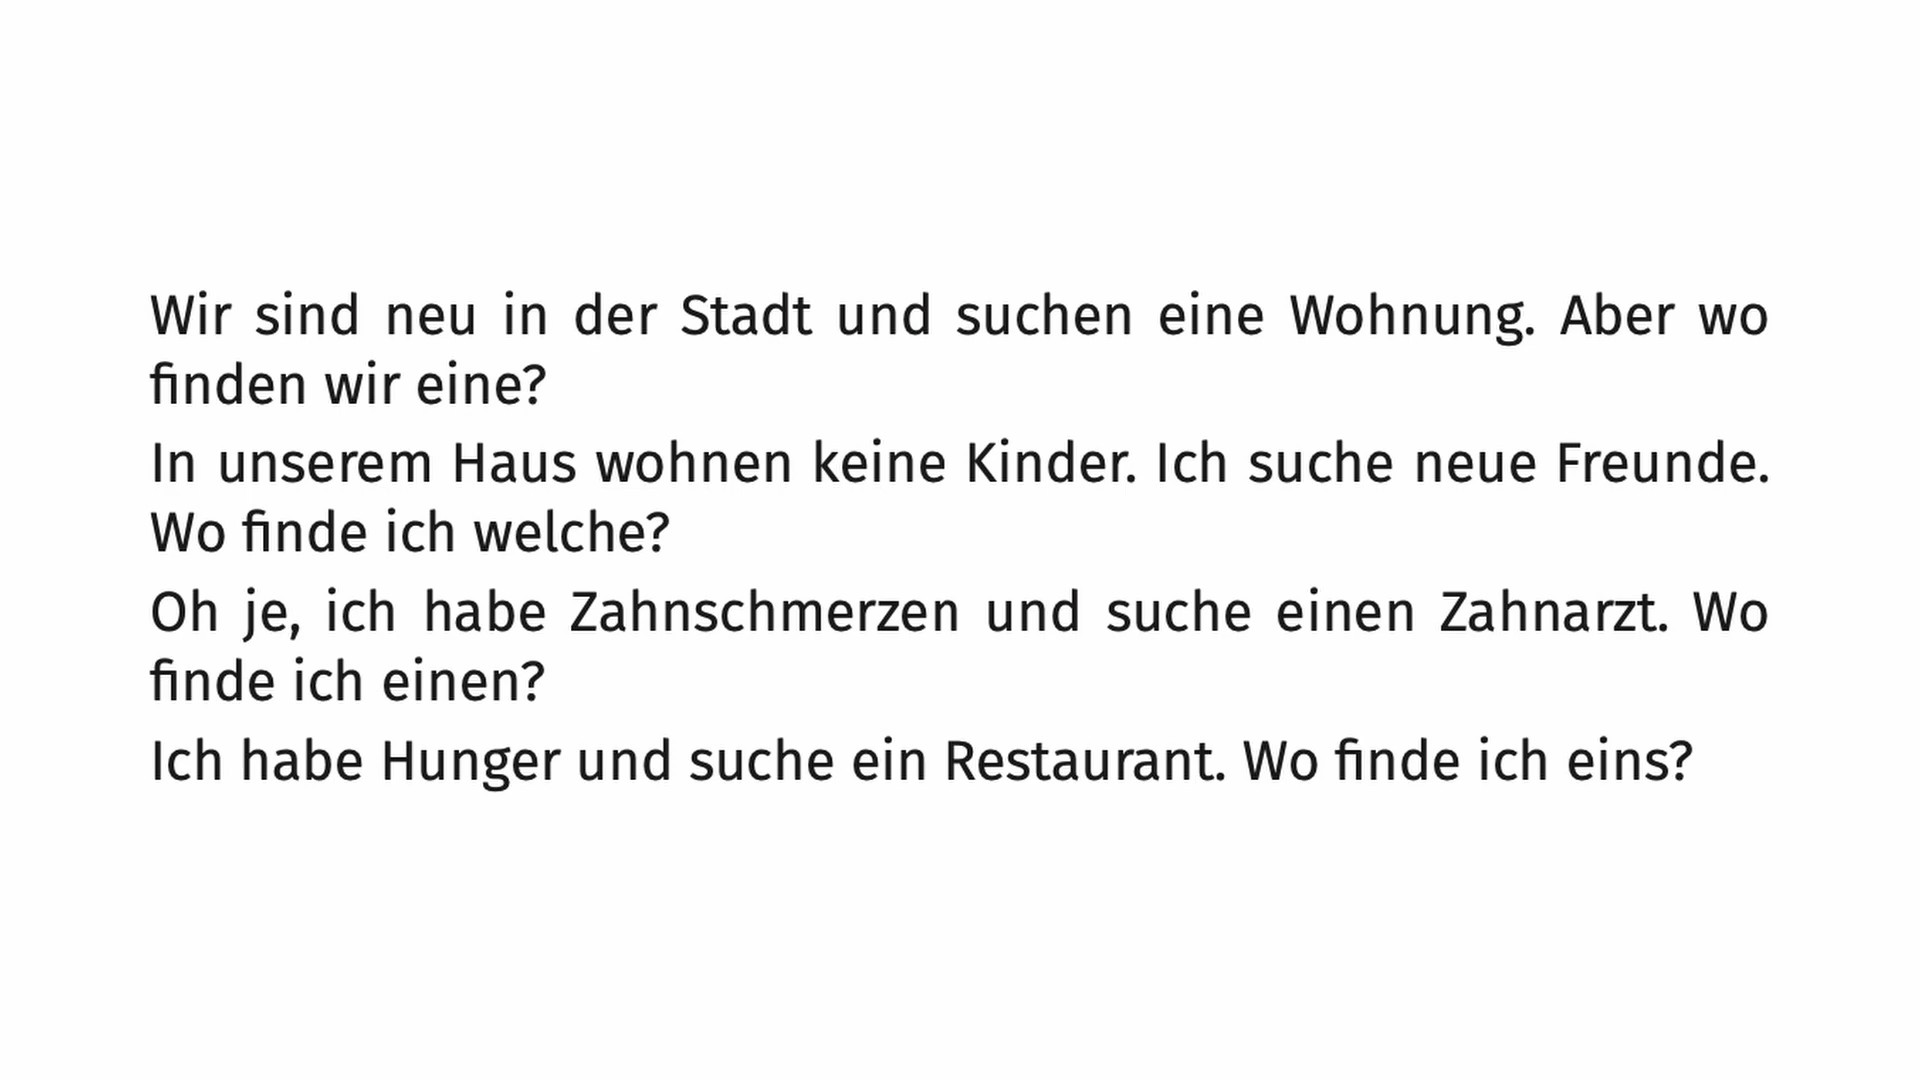 Wir sind neu in der Stadt und suchen eine Wohnung. Aber wo
finden wir eine?
In unserem Haus wohnen keine Kinder. Ich suche neue Freunde.
Wo finde ich welche?
Oh je, ich habe Zahnschmerzen und suche einen Zahnarzt. Wo
finde ich einen?
Ich habe Hunger und suche ein Restaurant. Wo finde ich eins?